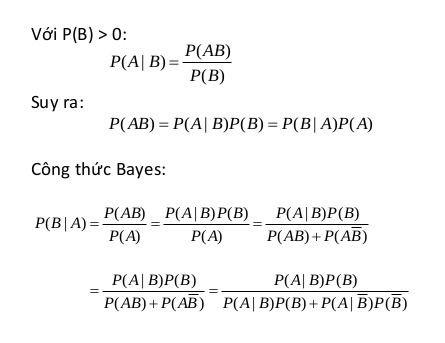 Với P(B) > 0:
P(A | B) = P(AB) / P(B)
Suy ra:
P(AB) = P(A | B)P(B) = P(B | A)P(A)
Công thức Bayes:
P(B | A) = P(AB) / P(A) = P(A | B)P(B) / P(A) = P(A | B)P(B) / (P(AB) + P(AB̅))
= P(A | B)P(B) / (P(AB) + P(AB̅)) = P(A | B)P(B) / (P(A | B)P(B) + P(A | B̅)P(B̅))